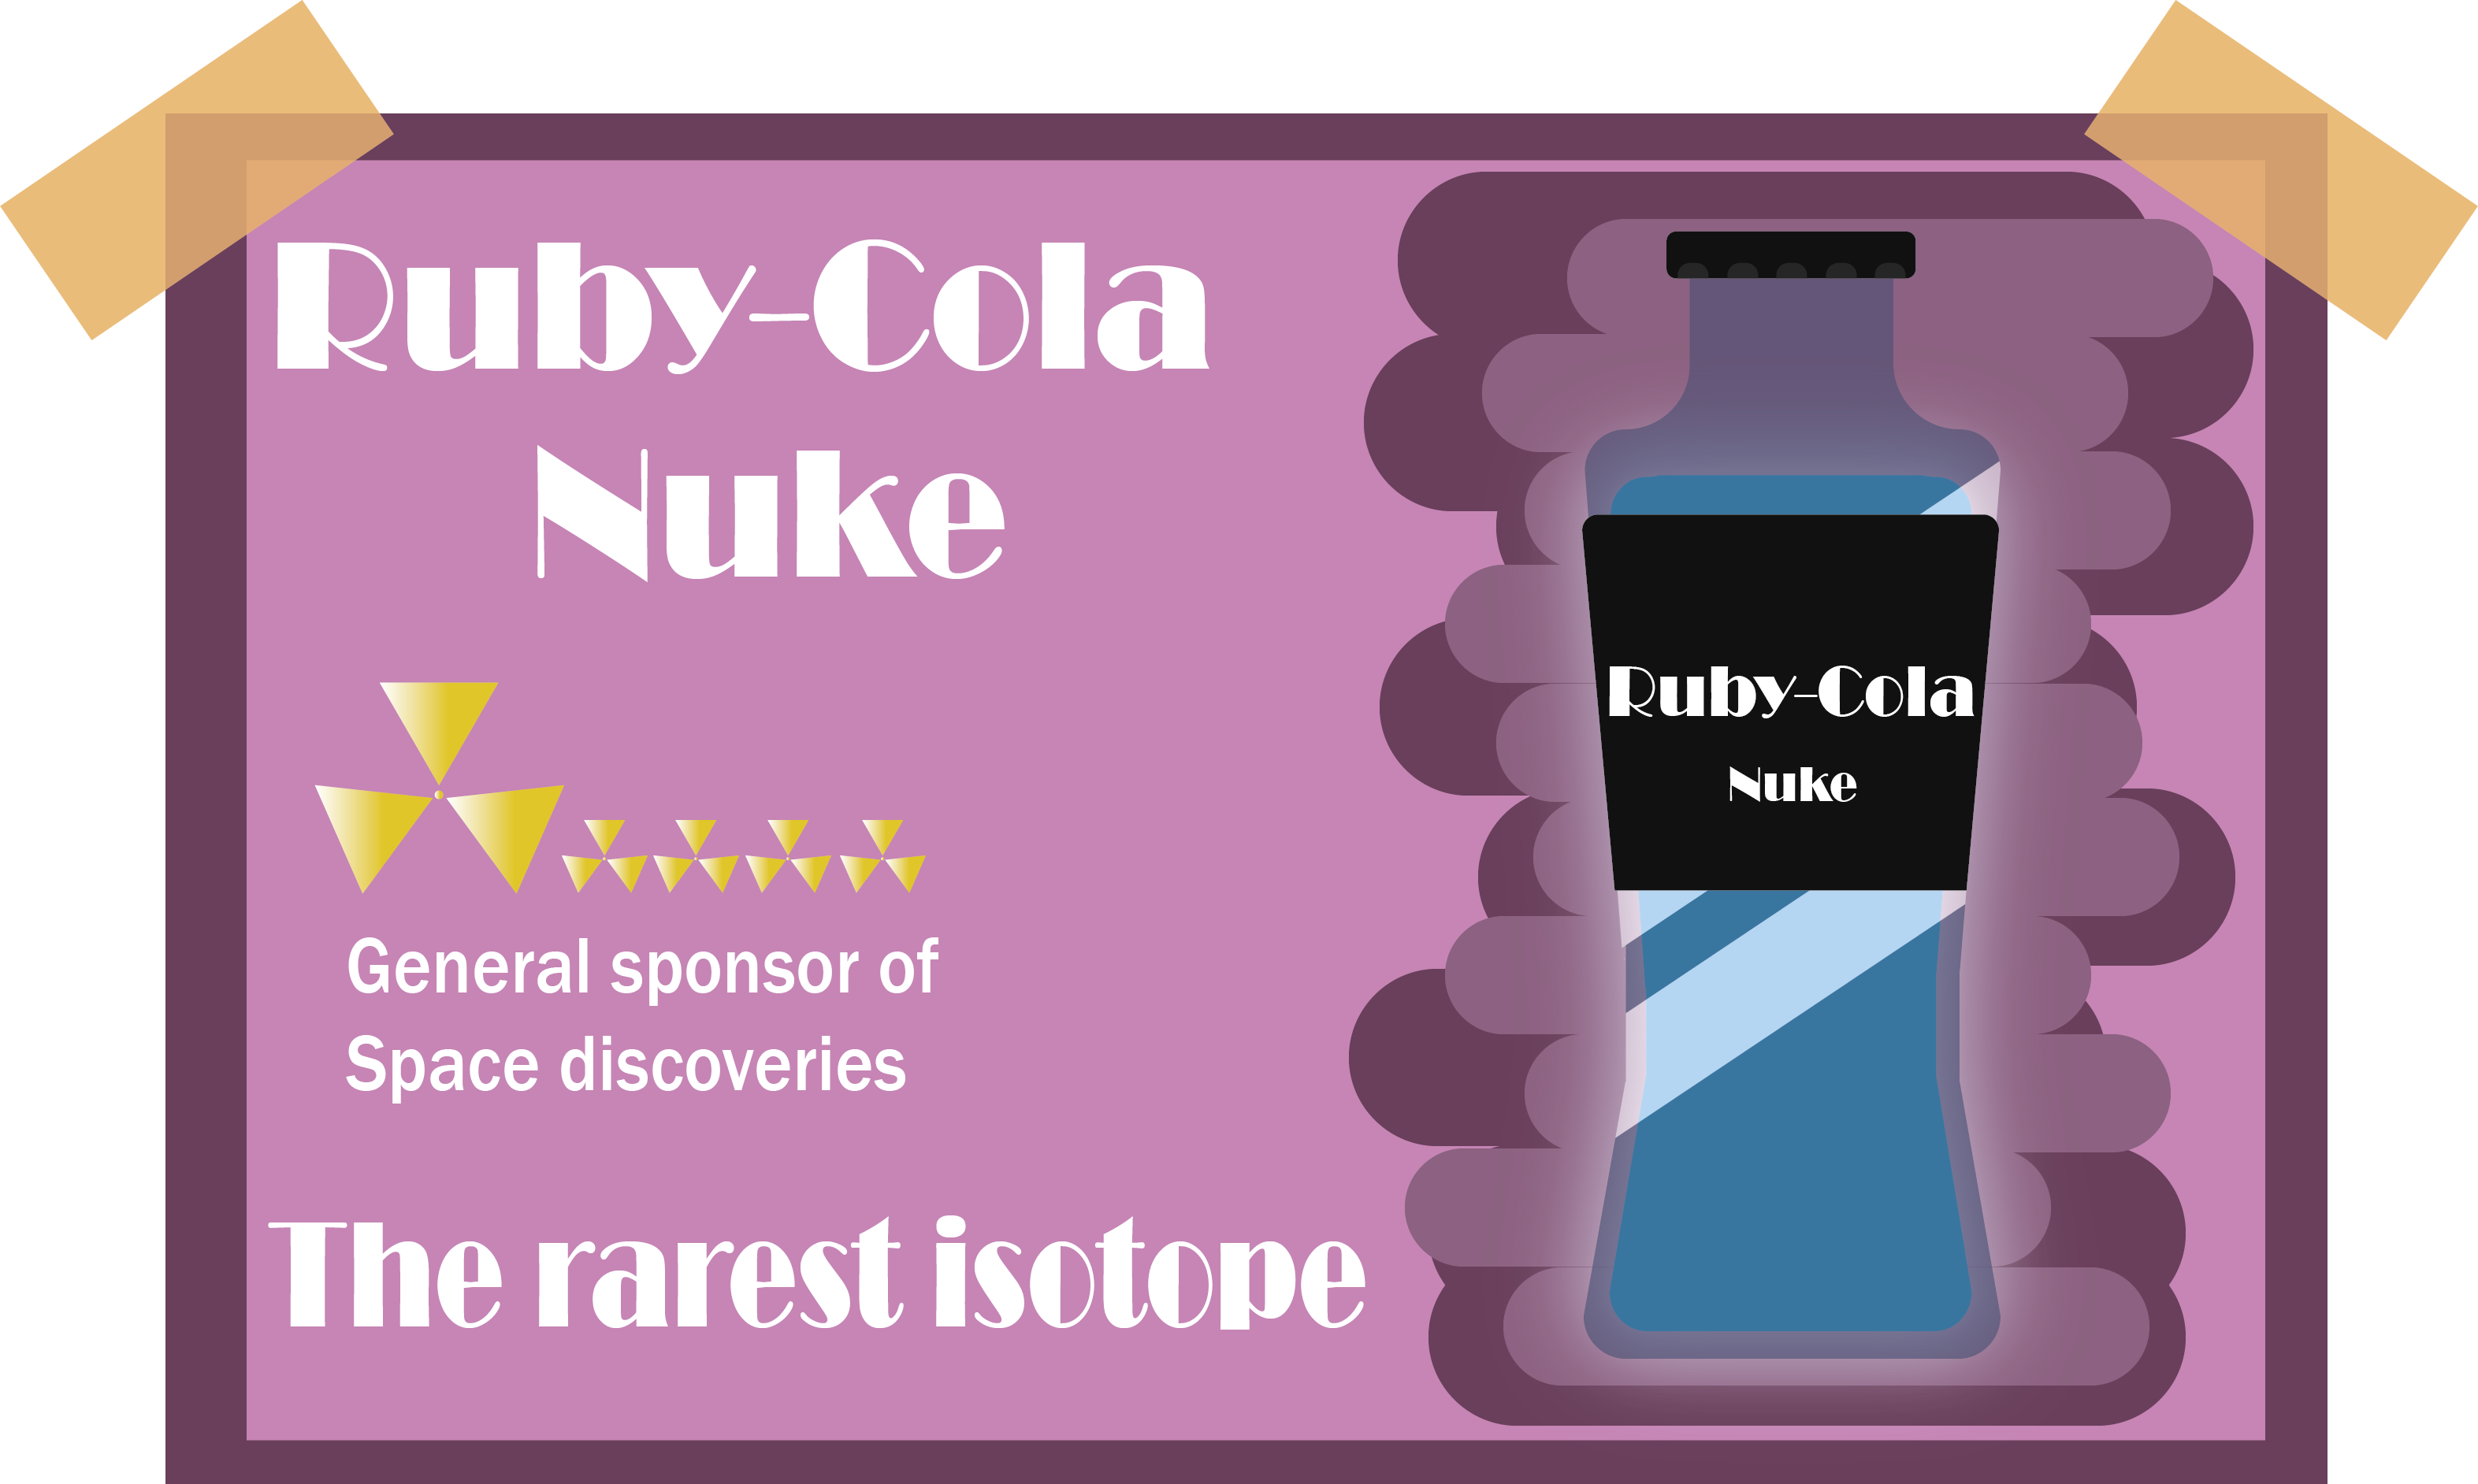 Ruby-Cola
Nuke
General sponsor of
Space discoveries
The rarest isotope
Ruby-Cola
Nuke